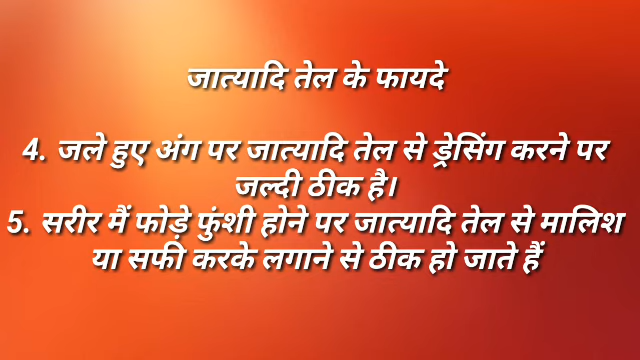 जात्यादि तेल के फायदे
4. जले हुए अंग पर जात्यादि तेल से ड्रेसिंग करने पर
जल्दी ठीक है।
5. सरीर मैं फोड़े फुंशी होने पर जात्यादि तेल से मालिश
या सफी करके लगाने से ठीक हो जाते हैं